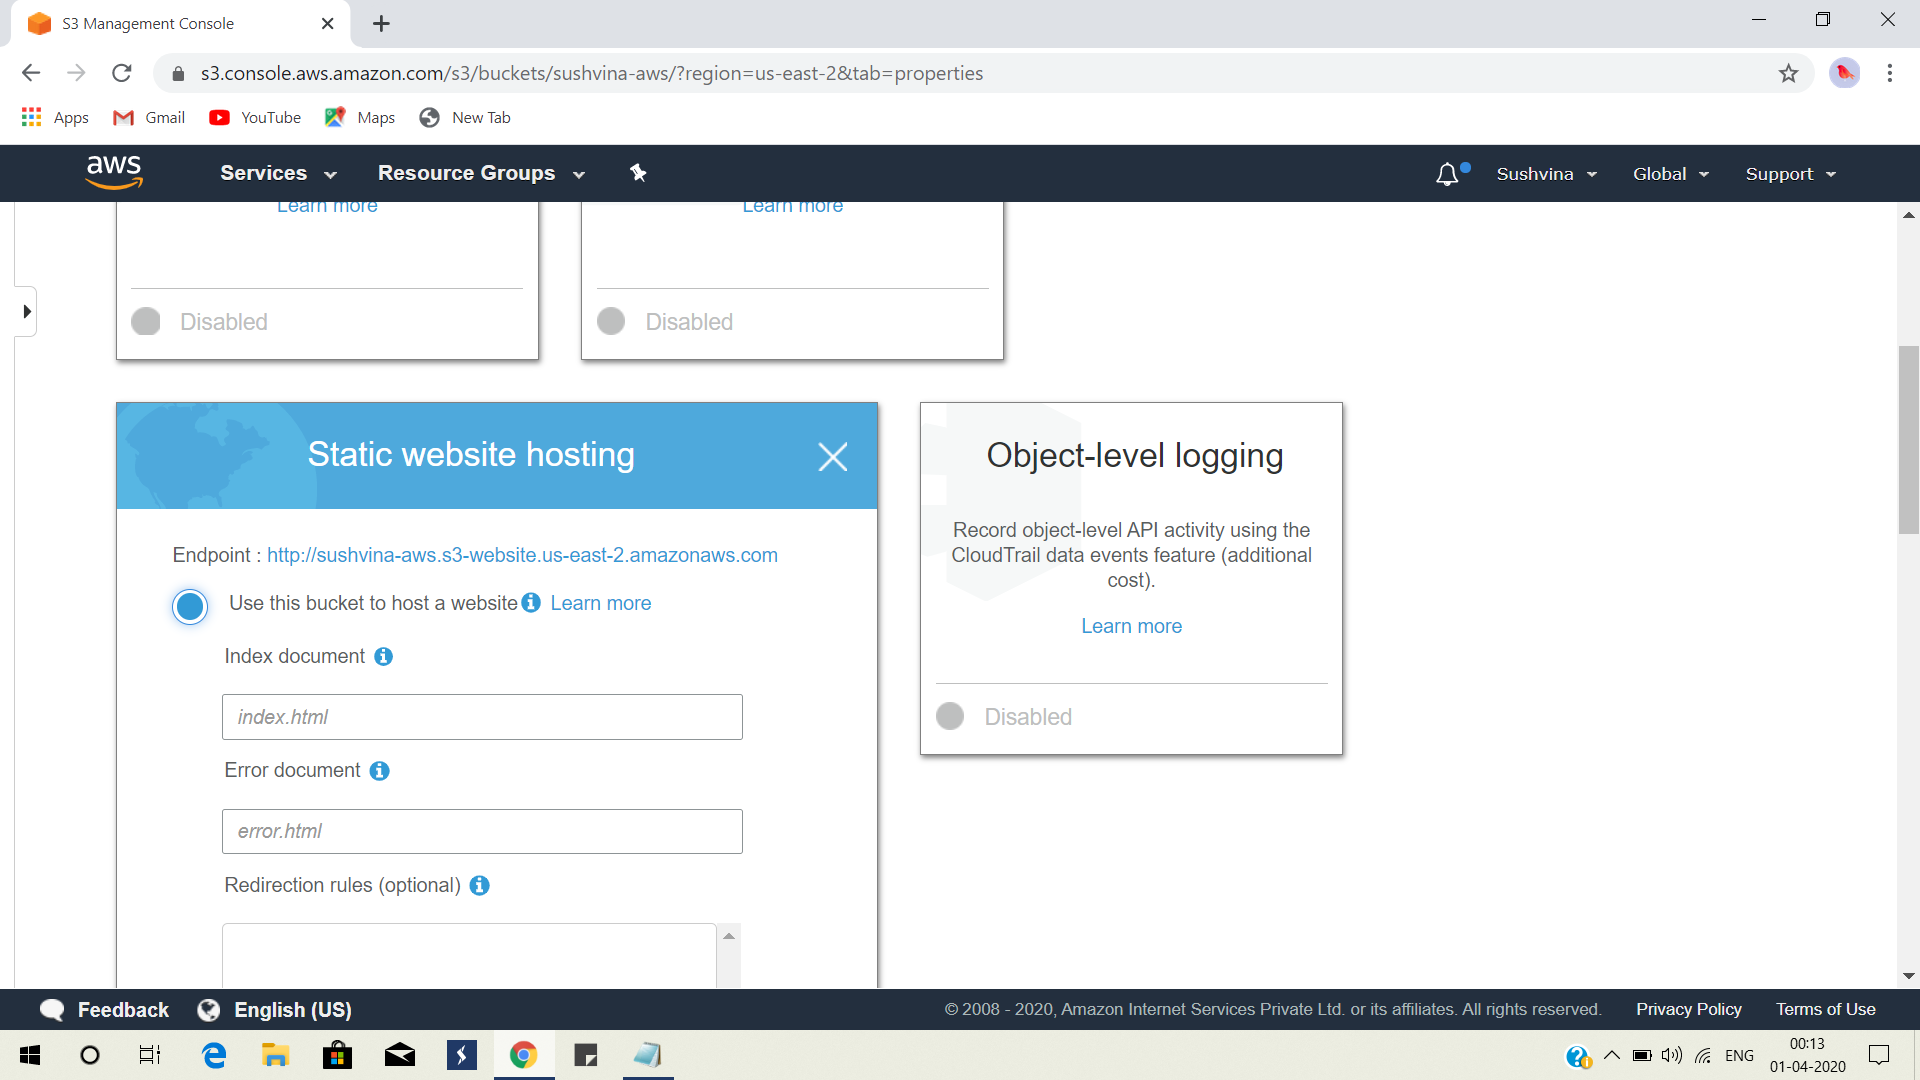 S3 Management Console
s3.console.aws.amazon.com/s3/buckets/sushvina-aws/?region=us-east-2&tab=properties
Apps Gmail YouTube Maps New Tab
aws Services Resource Groups Sushvina Global Support
Learn more Learn more
Disabled Disabled
Static website hosting
Endpoint : http://sushvina-aws.s3-website.us-east-2.amazonaws.com
Use this bucket to host a website Learn more
Index document
index.html
Error document
error.html
Redirection rules (optional)
Object-level logging
Record object-level API activity using the
CloudTrail data events feature (additional
cost).
Learn more
Disabled
Feedback English (US) © 2008 - 2020, Amazon Internet Services Private Ltd. or its affiliates. All rights reserved. Privacy Policy Terms of Use
ENG
00:13
01-04-2020